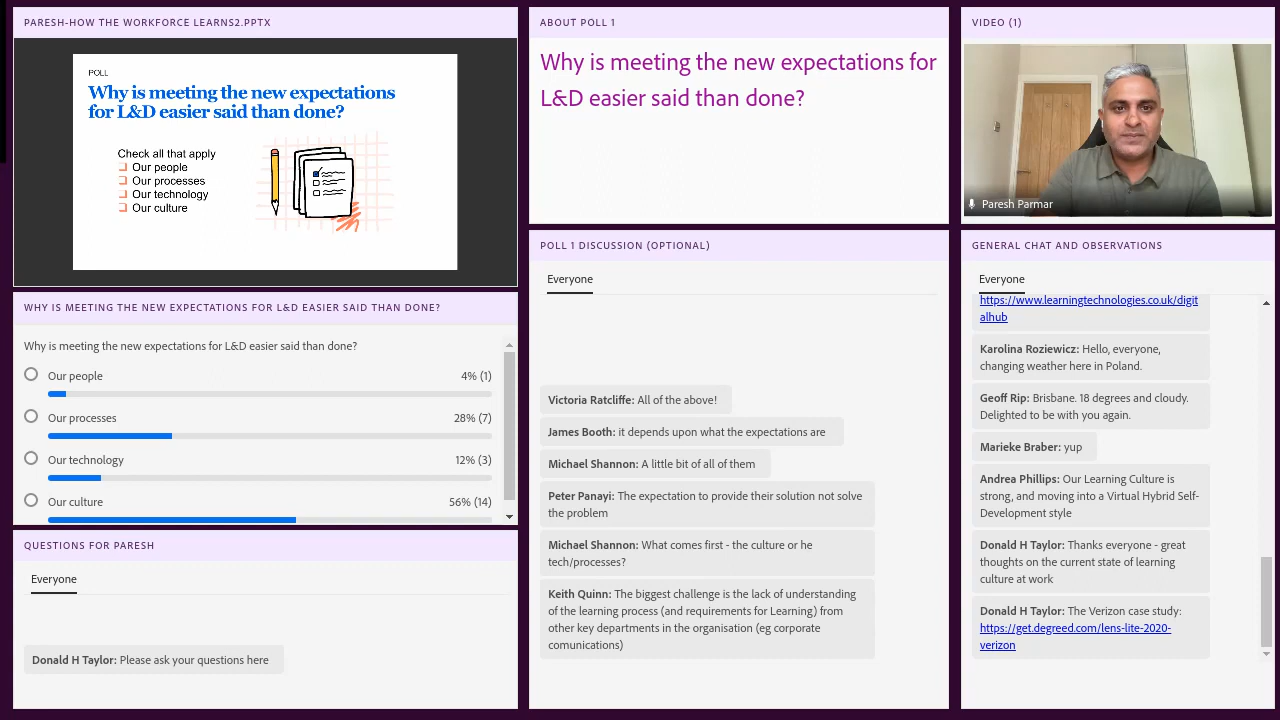 PARESH-HOW THE WORKFORCE LEARNS2.PPTX
POLL
Why is meeting the new expectations
for L&D easier said than done?
Check all that apply
Our people
Our processes
Our technology
Our culture
WHY IS MEETING THE NEW EXPECTATIONS FOR L&D EASIER SAID THAN DONE?
Why is meeting the new expectations for L&D easier said than done?
Our people 4% (1)
Our processes 28% (7)
Our technology 12% (3)
Our culture 56% (14)
QUESTIONS FOR PARESH
Everyone
Donald H Taylor: Please ask your questions here
ABOUT POLL 1
Why is meeting the new expectations for
L&D easier said than done?
POLL 1 DISCUSSION (OPTIONAL)
Everyone
Victoria Ratcliffe: All of the above!
James Booth: it depends upon what the expectations are
Michael Shannon: A little bit of all of them
Peter Panayi: The expectation to provide their solution not solve
the problem
Michael Shannon: What comes first - the culture or he
tech/processes?
Keith Quinn: The biggest challenge is the lack of understanding
of the learning process (and requirements for Learning) from
other key departments in the organisation (eg corporate
comunications)
VIDEO (1)
Paresh Parmar
GENERAL CHAT AND OBSERVATIONS
Everyone
https://www.learningtechnologies.co.uk/digit
alhub
Karolina Roziewicz: Hello, everyone,
changing weather here in Poland.
Geoff Rip: Brisbane. 18 degrees and cloudy.
Delighted to be with you again.
Marieke Braber: yup
Andrea Phillips: Our Learning Culture is
strong, and moving into a Virtual Hybrid Self-
Development style
Donald H Taylor: Thanks everyone - great
thoughts on the current state of learning
culture at work
Donald H Taylor: The Verizon case study:
https://get.degreed.com/lens-lite-2020-
verizon